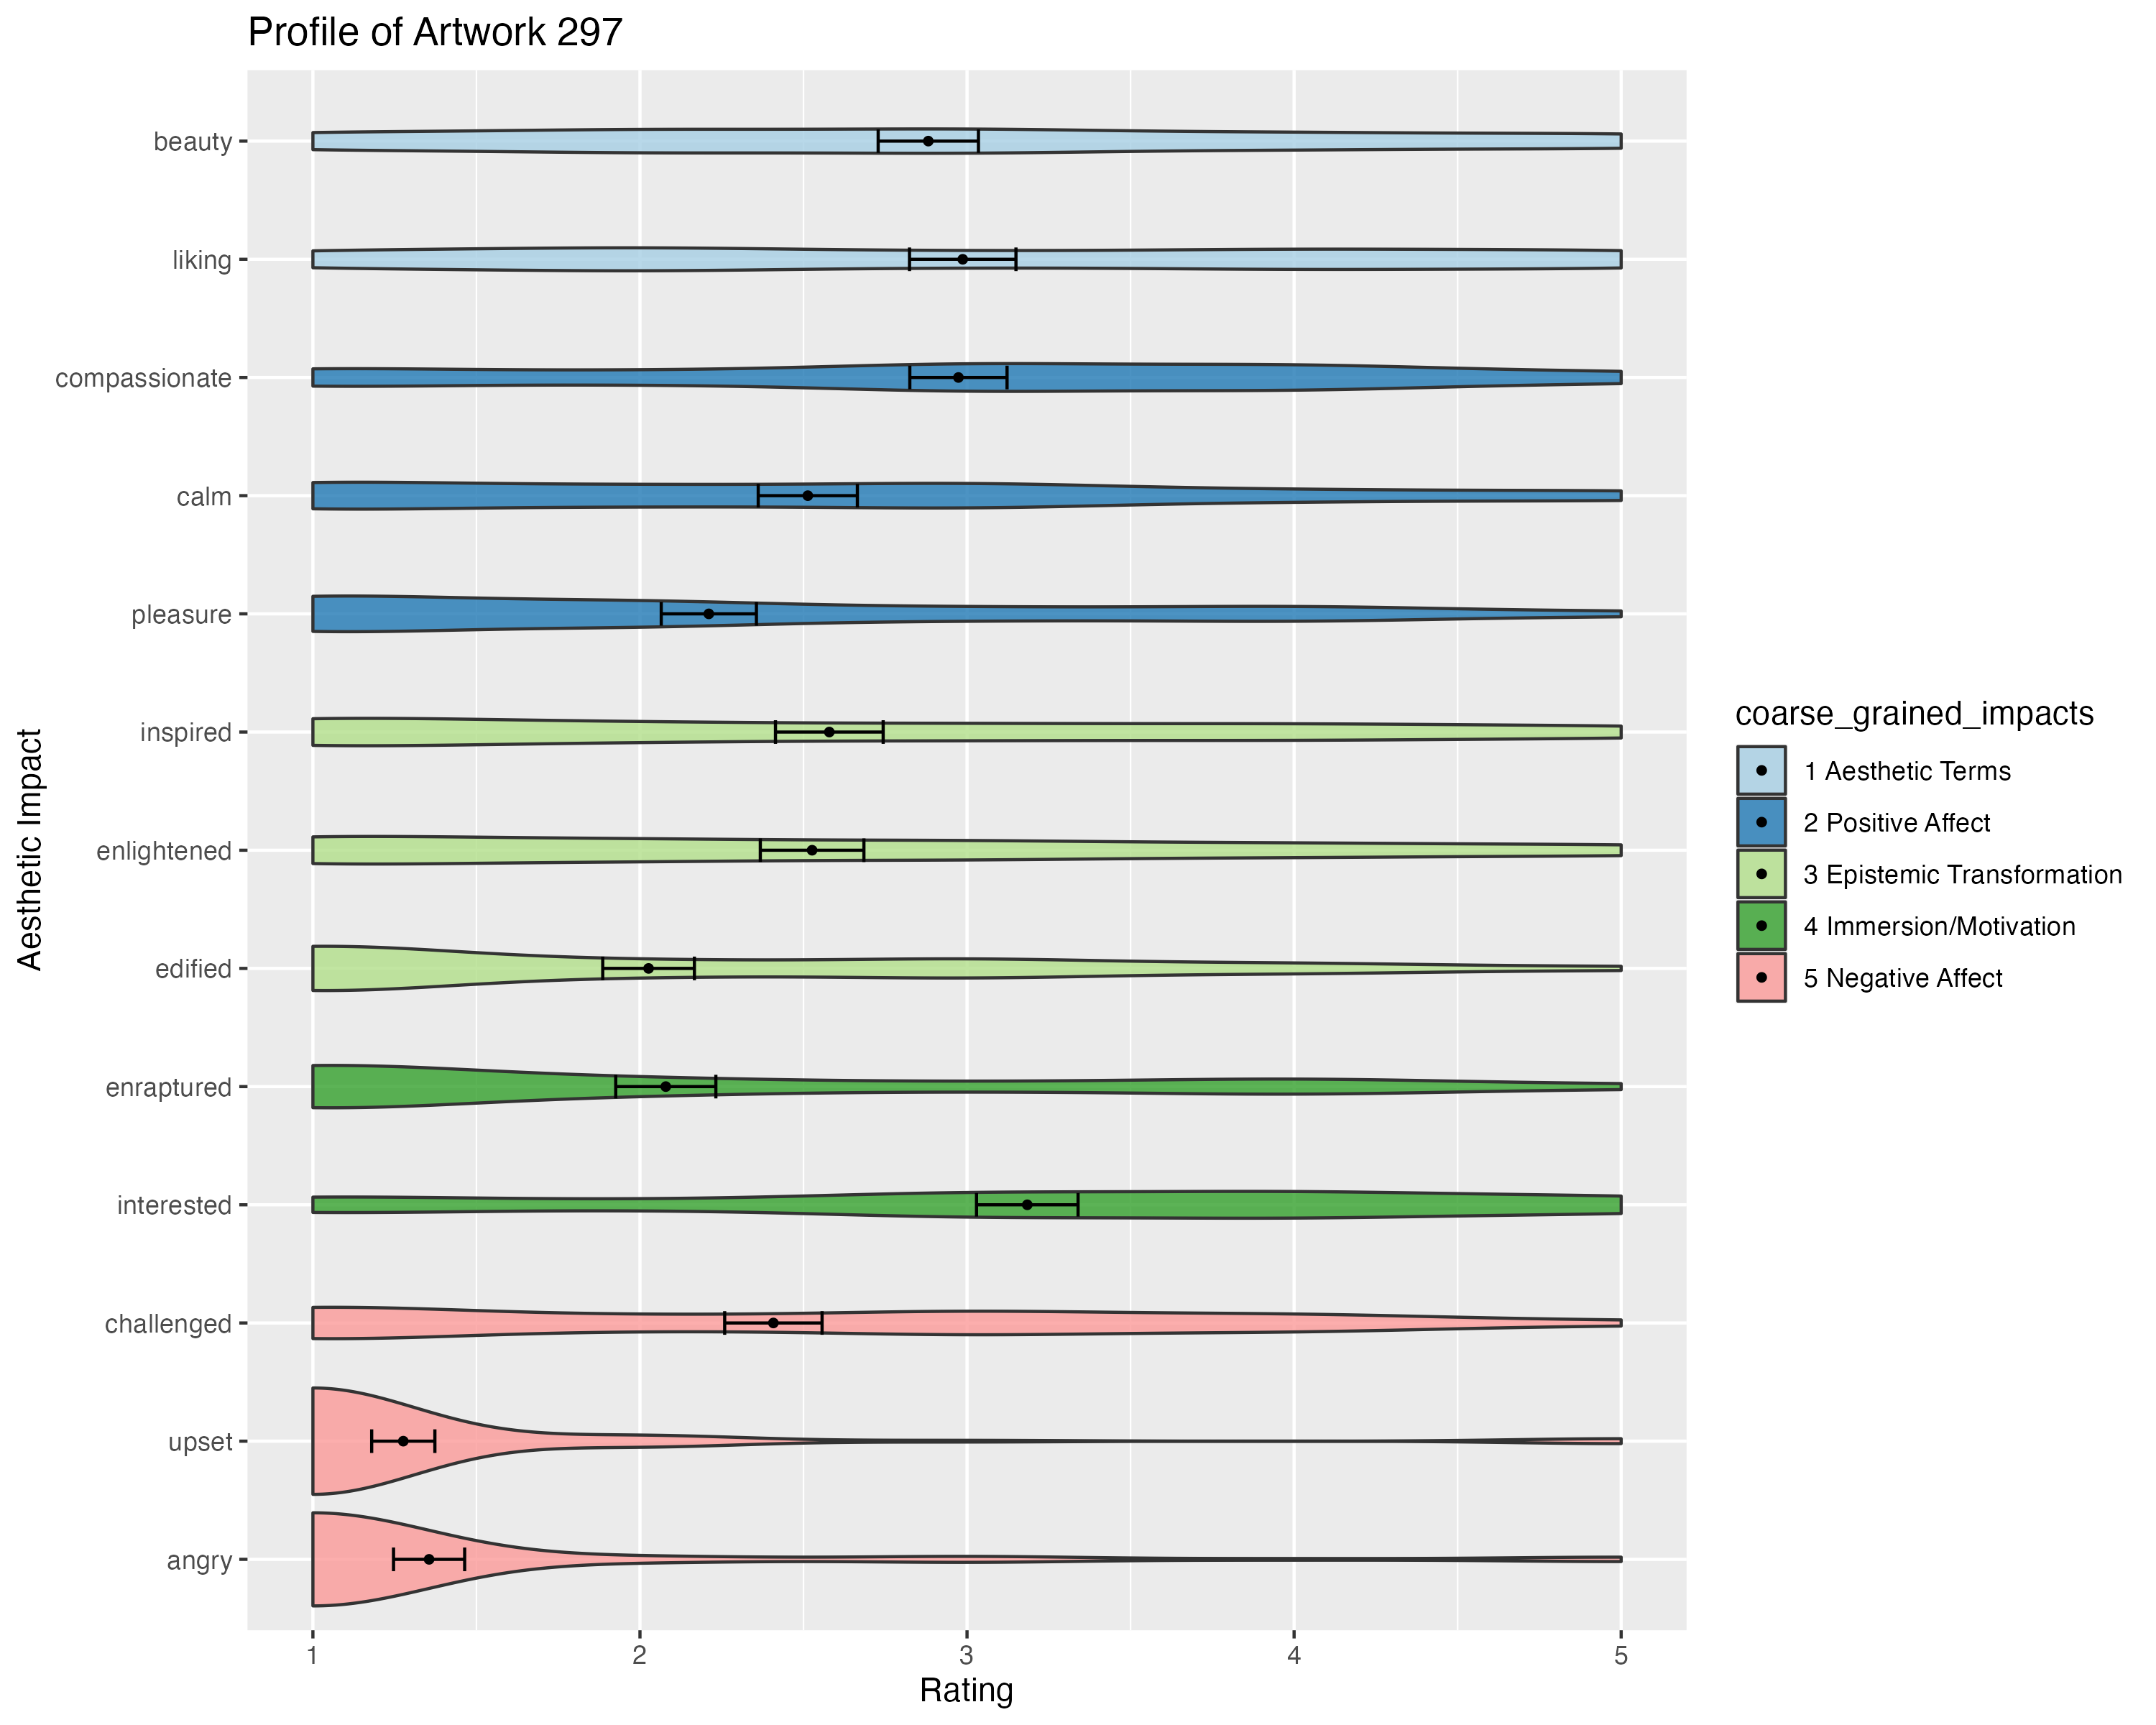 Profile of Artwork 297
Aesthetic Impact
beauty
liking
compassionate
calm
pleasure
inspired
enlightened
edified
enraptured
interested
challenged
upset
angry
1 2 3 4 5
Rating
coarse_grained_impacts
1 Aesthetic Terms
2 Positive Affect
3 Epistemic Transformation
4 Immersion/Motivation
5 Negative Affect